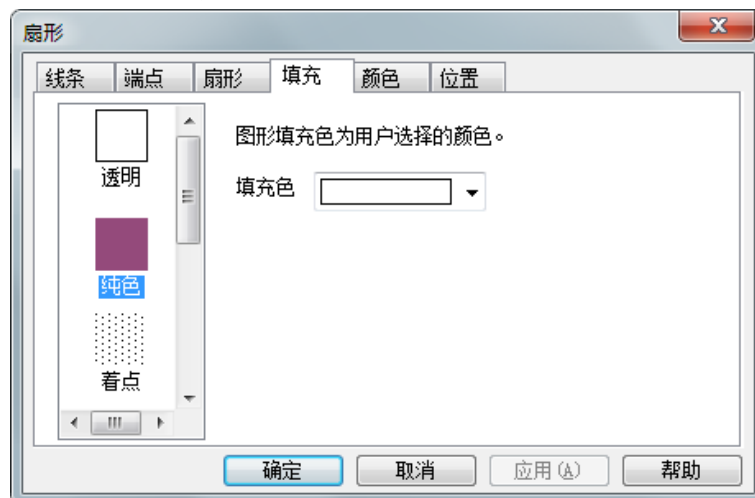 扇形
线条 端点 扇形 填充 颜色 位置
透明
纯色
着点
图形填充色为用户选择的颜色。
填充色
确定 取消 应用(A) 帮助